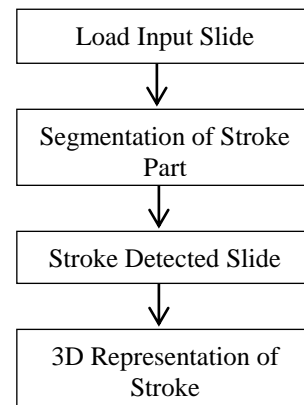 Load Input Slide
Segmentation of Stroke
Part
Stroke Detected Slide
3D Representation of
Stroke